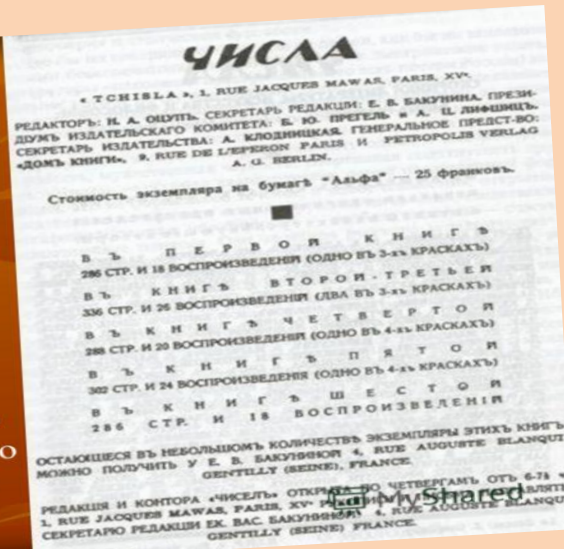 ЧИСЛА
« TCHISLA », 1, RUE JACQUES MAWAS, PARIS, XVᵉ.
РЕДАКТОРЪ: Н. А. ОЦУПЪ, СЕКРЕТАРЬ РЕДАКЦІИ: Е. В. БАКУНИНА, ПРЕЗИ-
ДІУМЪ ИЗДАТЕЛЬСКАГО КОМИТЕТА: Б. Ю. ПРЕГЕЛЬ и А. Ц. ЛИФШИЦЪ.
СЕКРЕТАРЬ ИЗДАТЕЛЬСТВА: А. КЛОДНИЦКАЯ. ГЕНЕРАЛЬНОЕ ПРЕДСТ-ВО:
«ДОМЪ КНИГИ», 9, RUE DE L'EPERON PARIS И PETROPOLIS VERLAG
A. G. BERLIN.
Стоимость экземпляра на бумагѣ "Альфа" — 25 франковъ.
ВЪ ПЕРВОЙ КНИГѢ
286 СТР. И 18 ВОСПРОИЗВЕДЕНІЙ (ОДНО ВЪ 3-хъ КРАСКАХЪ)
ВЪ КНИГѢ ВТОРОЙ-ТРЕТЬЕЙ
336 СТР. И 26 ВОСПРОИЗВЕДЕНІЙ (ДВА ВЪ 3-хъ КРАСКАХЪ)
ВЪ КНИГѢ ЧЕТВЕРТОЙ
288 СТР. И 20 ВОСПРОИЗВЕДЕНІЙ (ОДНО ВЪ 4-хъ КРАСКАХЪ)
ВЪ КНИГѢ ПЯТОЙ
302 СТР. И 24 ВОСПРОИЗВЕДЕНІЯ (ОДНО ВЪ 4-хъ КРАСКАХЪ)
ВЪ КНИГѢ ШЕСТОЙ
286 СТР. И 18 ВОСПРОИЗВЕДЕНІЙ
О
ОСТАЮЩІЕСЯ ВЪ НЕБОЛЬШОМЪ КОЛИЧЕСТВѢ ЭКЗЕМПЛЯРЫ ЭТИХЪ КНИГЪ
МОЖНО ПОЛУЧИТЬ У Е. В. БАКУНИНОЙ 4, RUE AUGUSTE BLANQUI
GENTILLY (SEINE), FRANCE.
РЕДАКЦІЯ И КОНТОРА «ЧИСЕЛЪ» ОТКРЫТА ПО ЧЕТВЕРГАМЪ ОТЪ 6-7½
1, RUE JACQUES MAWAS, PARIS, XVᵉ
MyShared
СЕКРЕТАРЮ РЕДАКЦІИ ЕК. ВАС. БАКУНИНОЙ 4, RUE AUGUSTE BLANQUI
GENTILLY (SEINE) FRANCE.